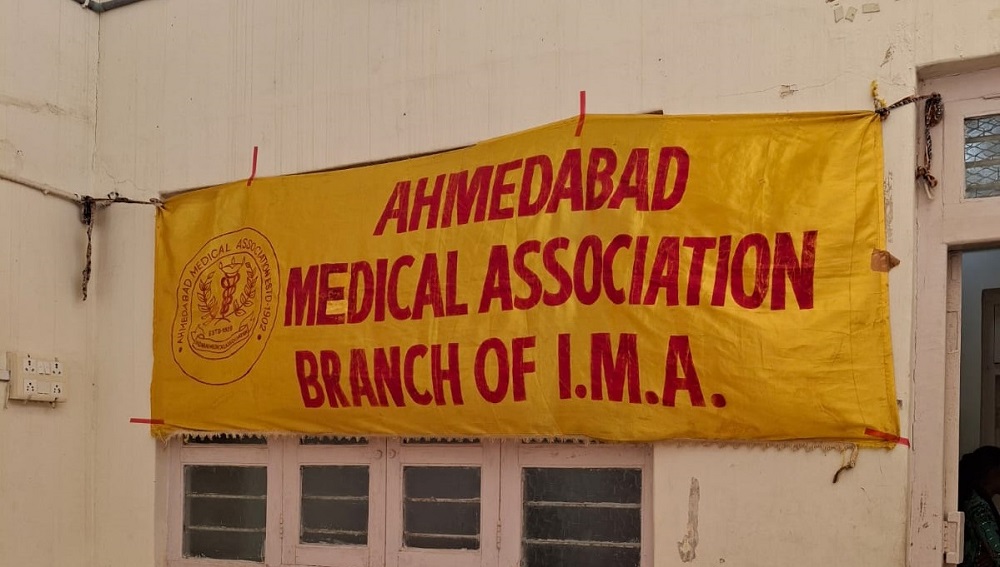 AHMEDABAD
MEDICAL ASSOCIATION
BRANCH OF I.M.A.
AHMEDABAD MEDICAL ASSOCIATION ESTD-1902